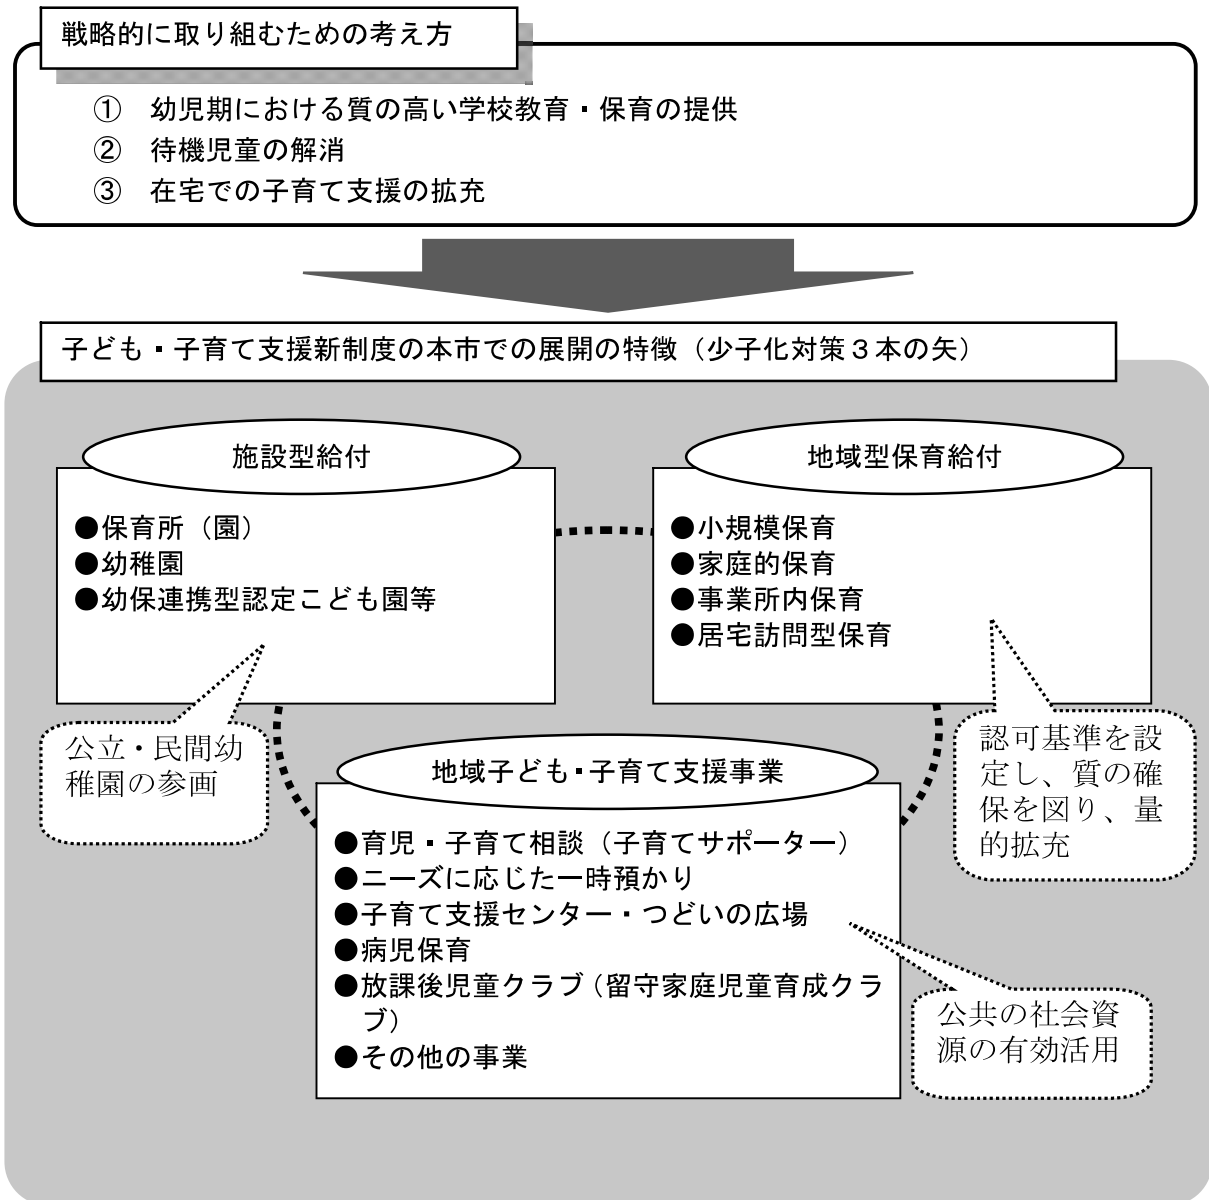 戦略的に取り組むための考え方
① 幼児期における質の高い学校教育・保育の提供
② 待機児童の解消
③ 在宅での子育て支援の拡充
子ども・子育て支援新制度の本市での展開の特徴（少子化対策３本の矢）
施設型給付
●保育所（園）
●幼稚園
●幼保連携型認定こども園等
公立・民間幼
稚園の参画
地域型保育給付
●小規模保育
●家庭的保育
●事業所内保育
●居宅訪問型保育
認可基準を設
定し、質の確
保を図り、量
的拡充
地域子ども・子育て支援事業
●育児・子育て相談（子育てサポーター）
●ニーズに応じた一時預かり
●子育て支援センター・つどいの広場
●病児保育
●放課後児童クラブ（留守家庭児童育成クラ
ブ）
●その他の事業
公共の社会資
源の有効活用